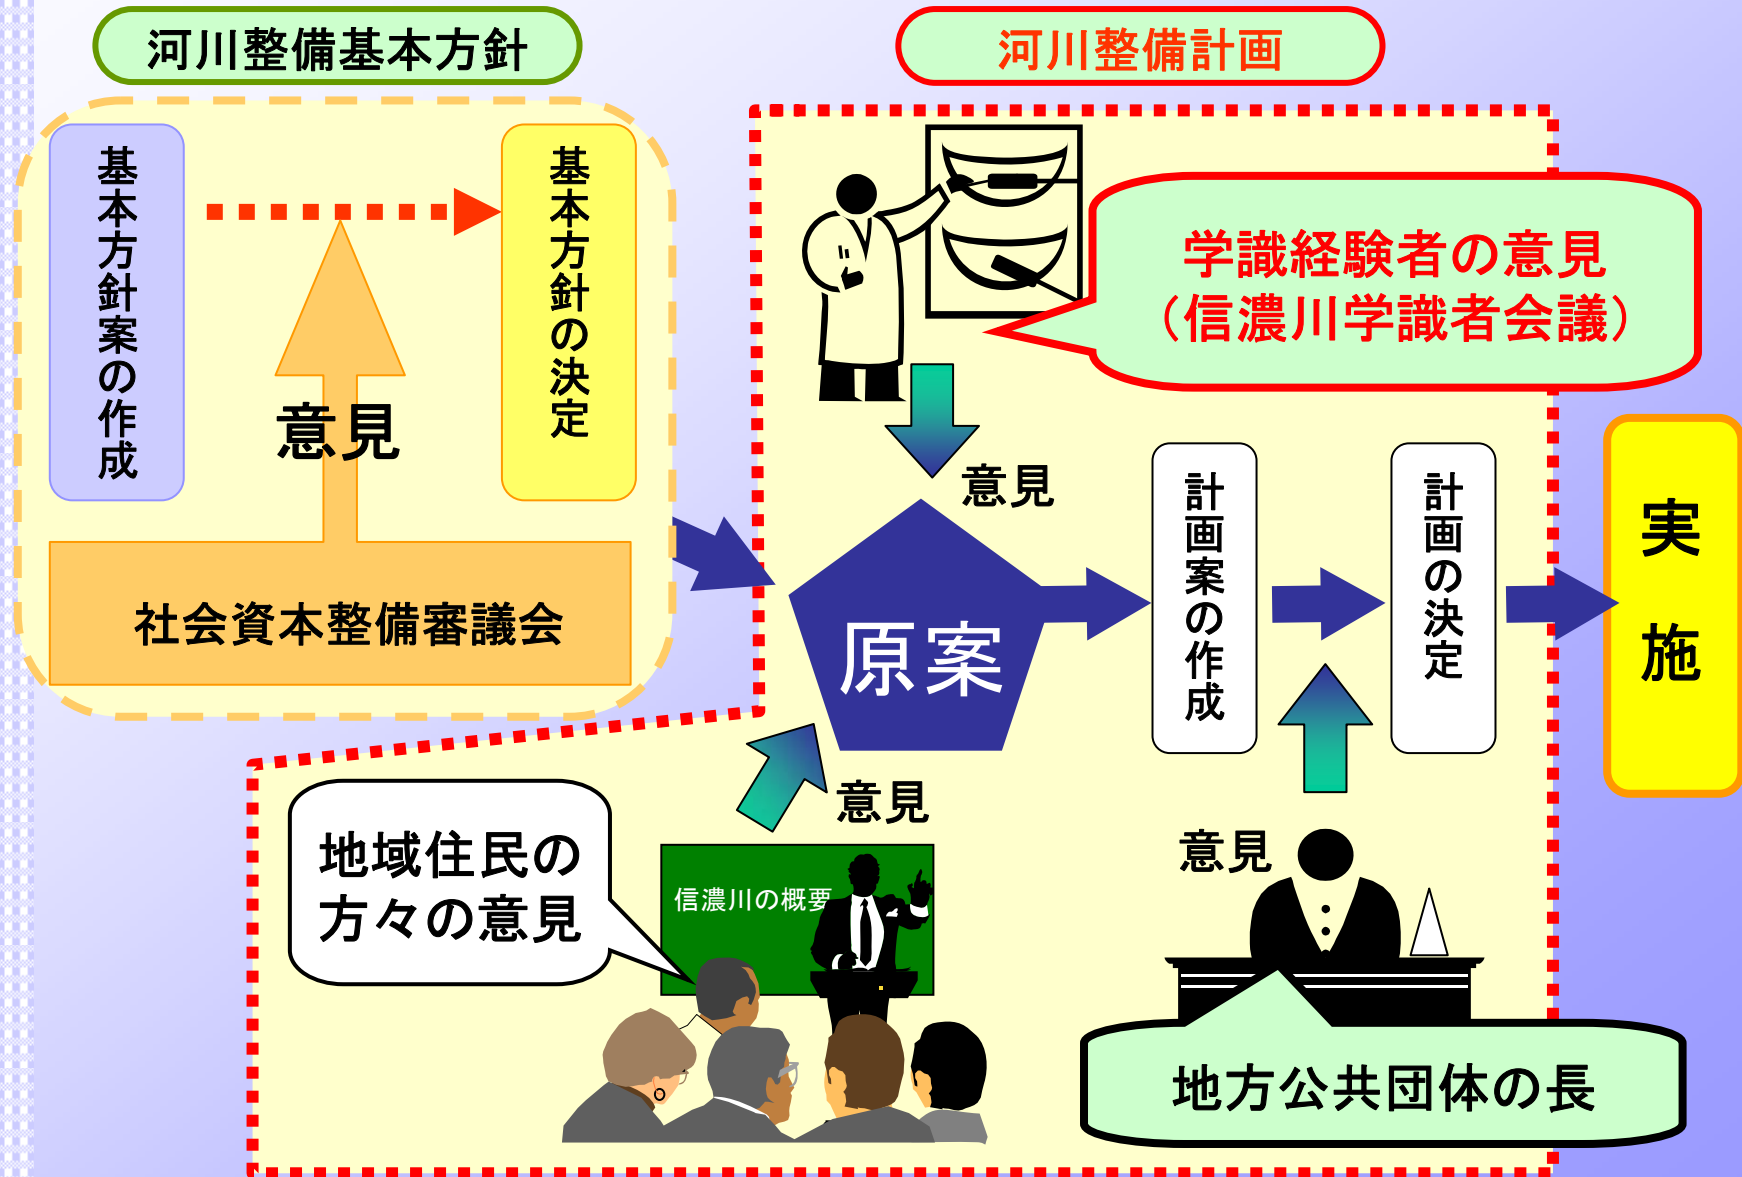 河川整備基本方針
基本方針案の作成
基本方針の決定
意見
社会資本整備審議会
河川整備計画
学識経験者の意見
（信濃川学識者会議）
意見
原案
計画案の作成
計画の決定
実施
意見
地域住民の
方々の意見
信濃川の概要
意見
地方公共団体の長